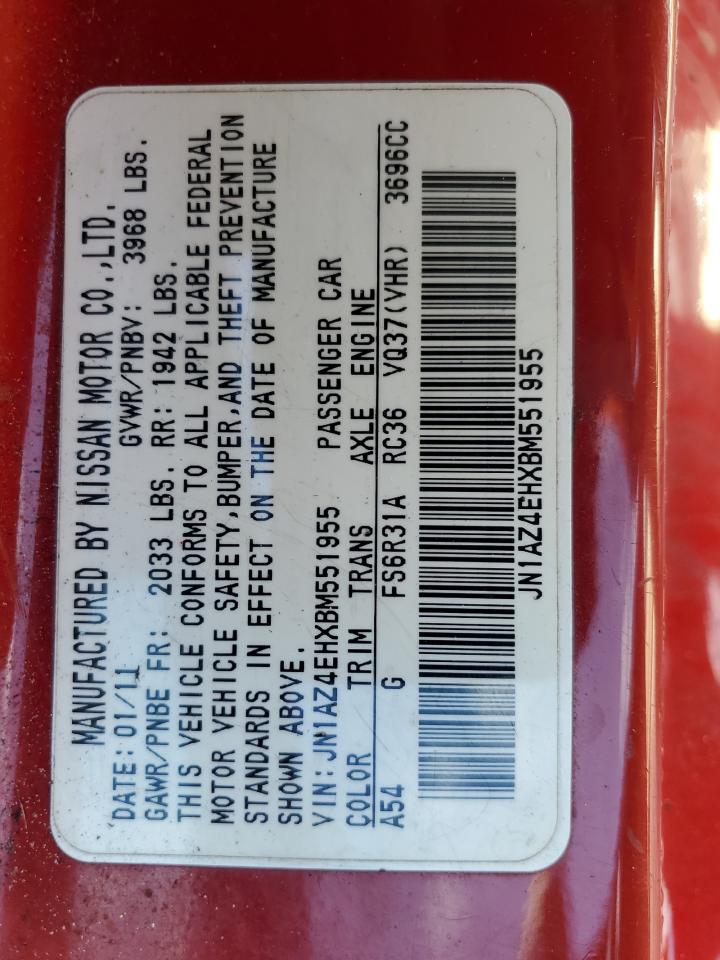 MANUFACTURED BY NISSAN MOTOR CO.,LTD.
DATE:01/11 GVWR/PNBV: 3968 LBS.
GAWR/PNBE FR: 2033 LBS. RR: 1942 LBS.
THIS VEHICLE CONFORMS TO ALL APPLICABLE FEDERAL
MOTOR VEHICLE SAFETY,BUMPER,AND THEFT PREVENTION
STANDARDS IN EFFECT ON THE DATE OF MANUFACTURE
SHOWN ABOVE.
VIN:JN1AZ4EHXBM551955 PASSENGER CAR
COLOR TRIM TRANS AXLE ENGINE
A54 G FS6R31A RC36 VQ37(VHR) 3696CC
JN1AZ4EHXBM551955